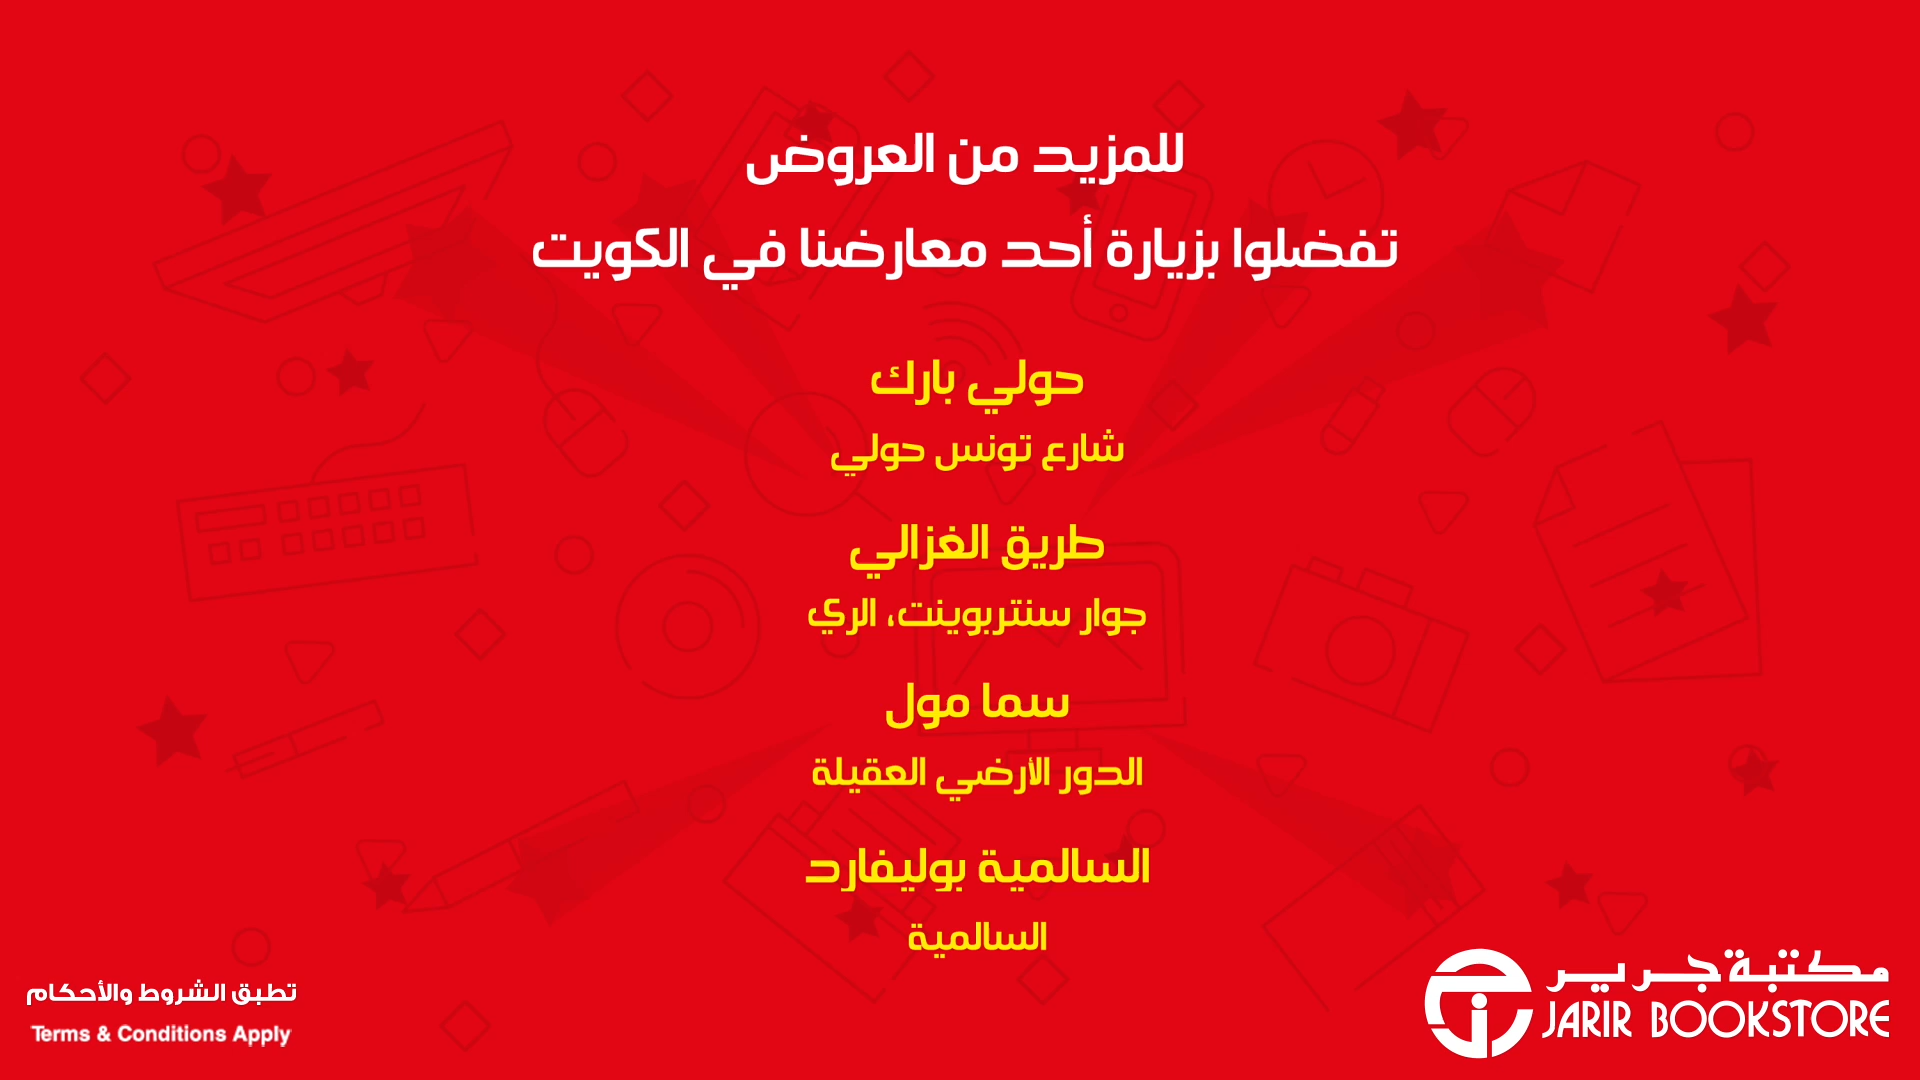 للمزيد من العروض
تفضلوا بزيارة أحد معارضنا في الكويت
حولي بارك
شارع تونس حولي
طريق الغزالي
جوار سنتربوينت، الري
سما مول
الدور الأرضي العقيلة
السالمية بوليفارد
السالمية
تطبق الشروط والأحكام
Terms & Conditions Apply
مكتبة جرير
JARIR BOOKSTORE